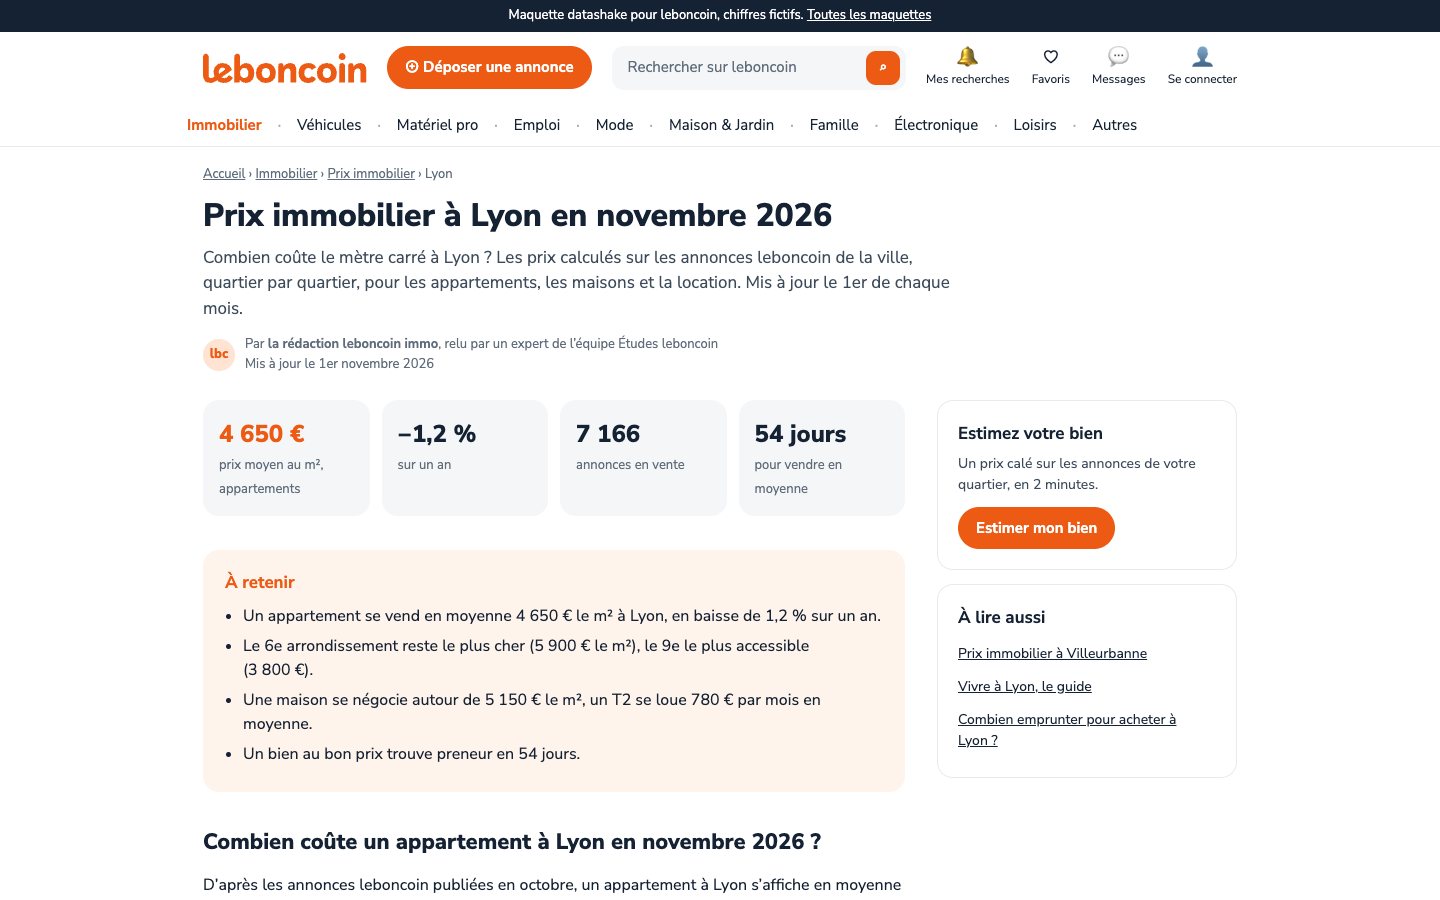 Maquette datashake pour leboncoin, chiffres fictifs. Toutes les maquettes
leboncoin
Déposer une annonce
Rechercher sur leboncoin
Mes recherches
Favoris
Messages
Se connecter
Immobilier · Véhicules · Matériel pro · Emploi · Mode · Maison & Jardin · Famille · Électronique · Loisirs · Autres
Accueil › Immobilier › Prix immobilier › Lyon
Prix immobilier à Lyon en novembre 2026
Combien coûte le mètre carré à Lyon ? Les prix calculés sur les annonces leboncoin de la ville,
quartier par quartier, pour les appartements, les maisons et la location. Mis à jour le 1er de chaque
mois.
lbc
Par la rédaction leboncoin immo, relu par un expert de l’équipe Études leboncoin
Mis à jour le 1er novembre 2026
4 650 €
prix moyen au m²,
appartements
−1,2 %
sur un an
7 166
annonces en vente
54 jours
pour vendre en
moyenne
À retenir
• Un appartement se vend en moyenne 4 650 € le m² à Lyon, en baisse de 1,2 % sur un an.
• Le 6e arrondissement reste le plus cher (5 900 € le m²), le 9e le plus accessible
(3 800 €).
• Une maison se négocie autour de 5 150 € le m², un T2 se loue 780 € par mois en
moyenne.
• Un bien au bon prix trouve preneur en 54 jours.
Estimez votre bien
Un prix calé sur les annonces de votre
quartier, en 2 minutes.
Estimer mon bien
À lire aussi
Prix immobilier à Villeurbanne
Vivre à Lyon, le guide
Combien emprunter pour acheter à
Lyon ?
Combien coûte un appartement à Lyon en novembre 2026 ?
D’après les annonces leboncoin publiées en octobre, un appartement à Lyon s’affiche en moyenne